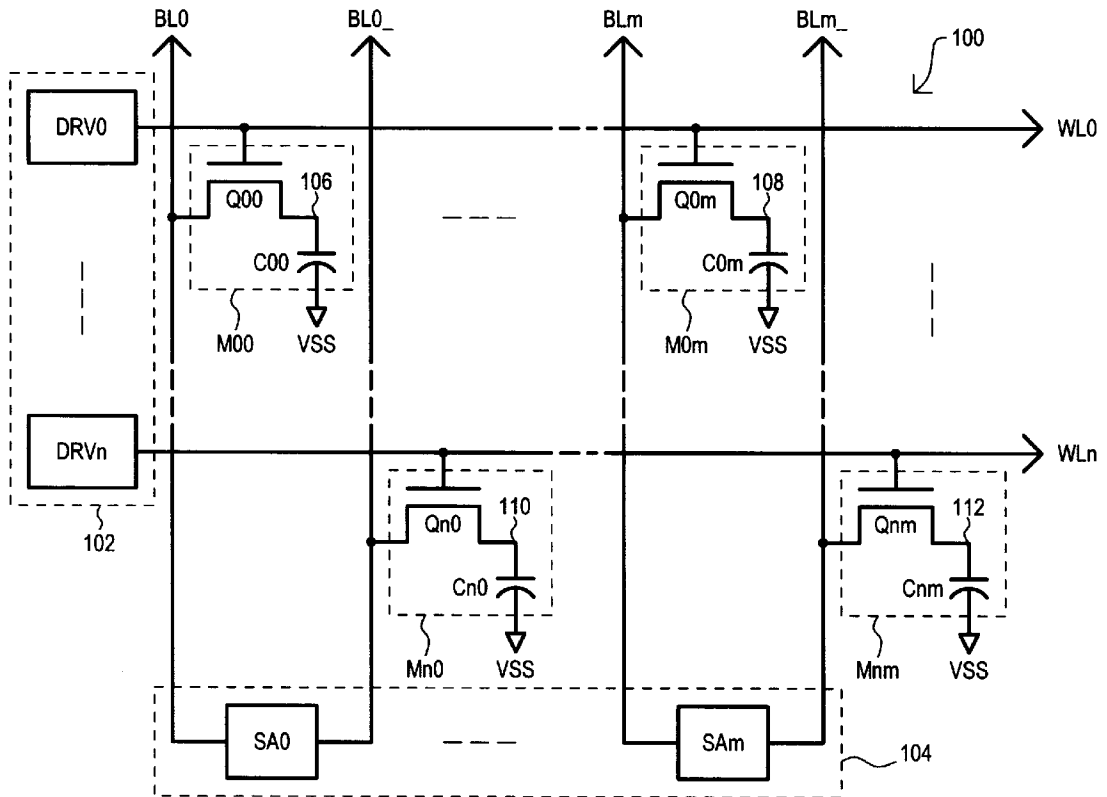 BL0
BL0_
BLm
BLm_
100
DRV0
WL0
Q00
106
C00
M00
VSS
Q0m
108
C0m
M0m
VSS
DRVn
WLn
102
Qn0
110
Cn0
Mn0
VSS
Qnm
112
Cnm
Mnm
VSS
SA0
SAm
104